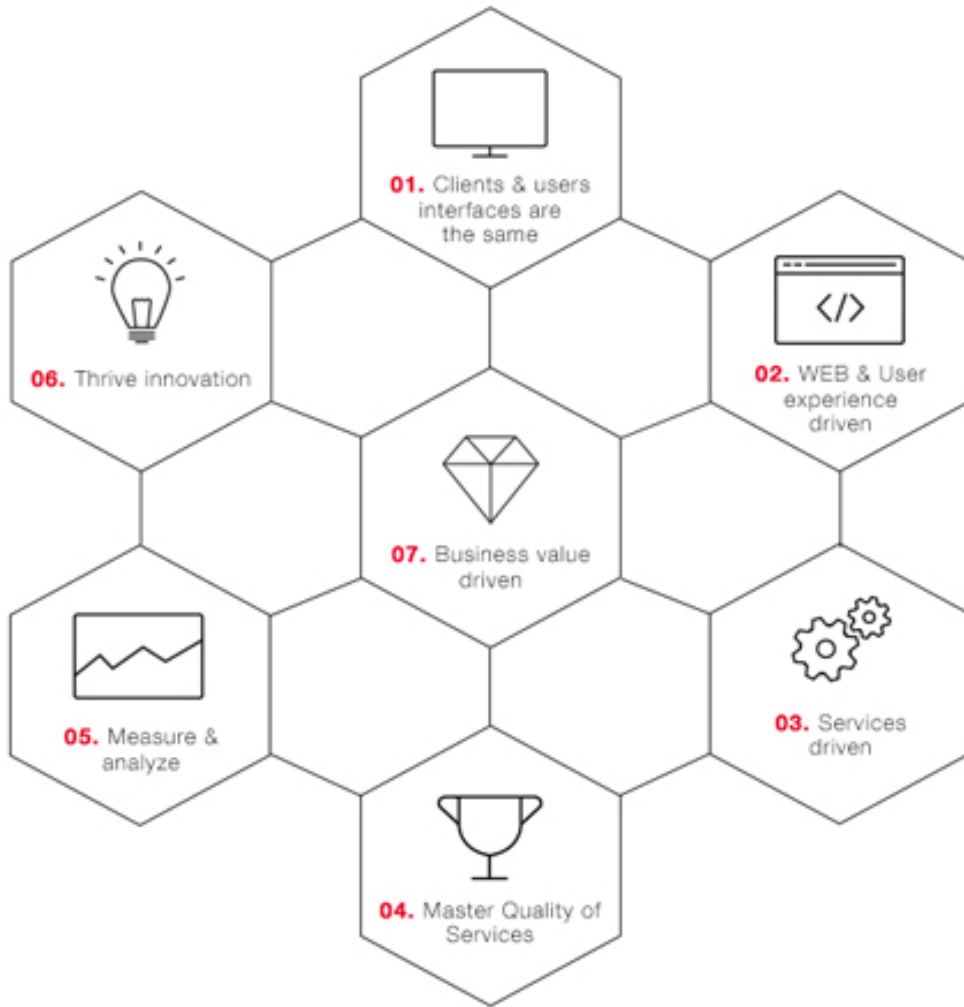 01. Clients & users
interfaces are
the same
02. WEB & User
experience
driven
03. Services
driven
04. Master Quality of
Services
05. Measure &
analyze
06. Thrive innovation
07. Business value
driven